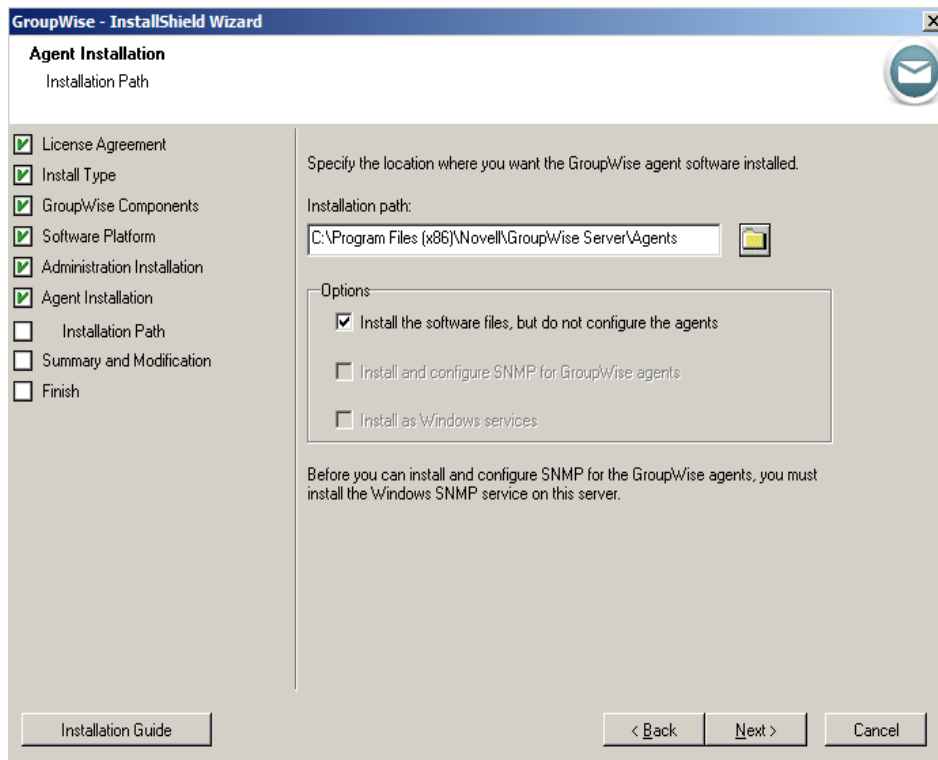 GroupWise - InstallShield Wizard
Agent Installation
Installation Path
License Agreement
Install Type
GroupWise Components
Software Platform
Administration Installation
Agent Installation
Installation Path
Summary and Modification
Finish
Specify the location where you want the GroupWise agent software installed.
Installation path:
C:\Program Files (x86)\Novell\GroupWise Server\Agents
Options
Install the software files, but do not configure the agents
Install and configure SNMP for GroupWise agents
Install as Windows services
Before you can install and configure SNMP for the GroupWise agents, you must
install the Windows SNMP service on this server.
Installation Guide
< Back
Next >
Cancel